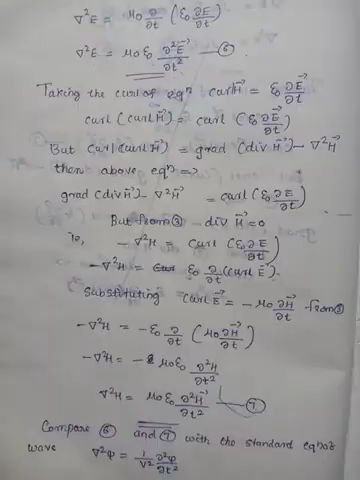 ∇²E = μ₀ ∂/∂t (ε₀ ∂E/∂t)
∇²E = μ₀ε₀ ∂²E⃗/∂t² — ⑥
Taking the curl of eqⁿ curl H⃗ = ε₀ ∂E⃗/∂t
curl (curl H⃗) = curl (ε₀ ∂E⃗/∂t)
But curl (curl H⃗) = grad (div H⃗) - ∇²H⃗
than above eqⁿ =>
grad (div H⃗) - ∇²H⃗ = curl (ε₀ ∂E⃗/∂t)
But from ③ - div H⃗ = 0
To, -∇²H = curl (ε₀ ∂E/∂t)
-∇²H = ε₀ ∂/∂t (curl E⃗).
Substituting curl E⃗ = -μ₀ ∂H⃗/∂t from
-∇²H = -ε₀ ∂/∂t (μ₀ ∂H⃗/∂t)
-∇²H = - μ₀ε₀ ∂²H/∂t²
∇²H = μ₀ε₀ ∂²H⃗/∂t² ⑦
Compare ⑥ and ⑦ with the standard eqn of
wave ∇²φ = 1/v² ∂²φ/∂t²